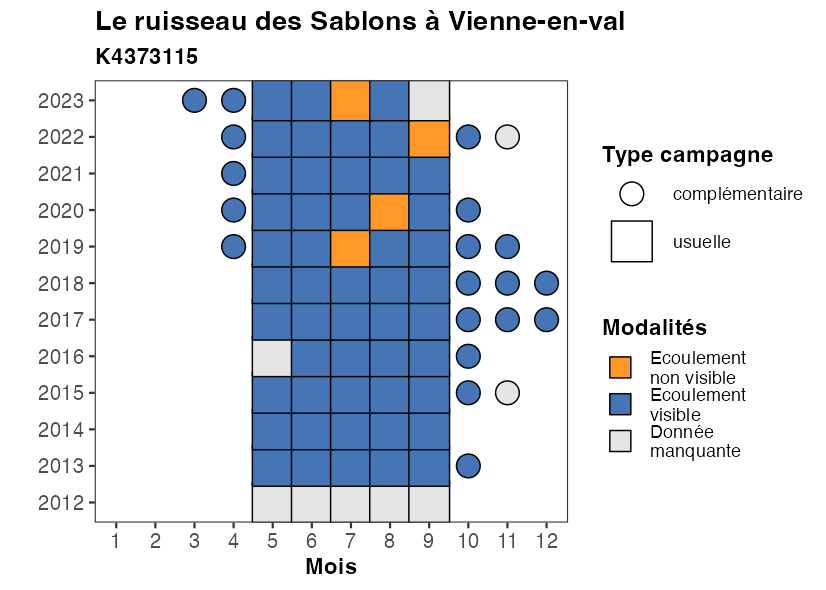 Le ruisseau des Sablons à Vienne-en-val
K4373115
2023
2022
2021
2020
2019
2018
2017
2016
2015
2014
2013
2012
1 2 3 4 5 6 7 8 9 10 11 12
Mois
Type campagne
complémentaire
usuelle
Modalités
Ecoulement
non visible
Ecoulement
visible
Donnée
manquante